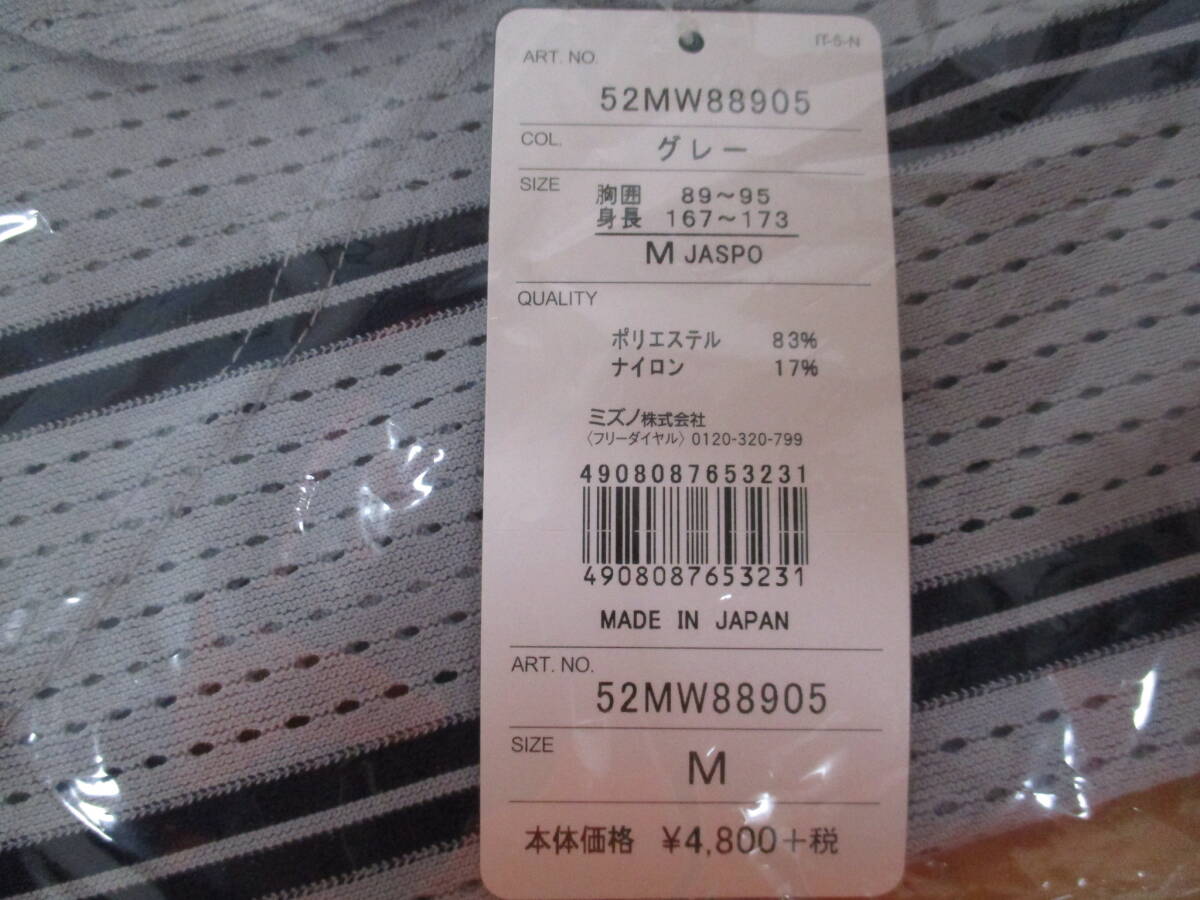 IT-5-N
ART. NO.
52MW88905
COL.
グレー
SIZE
胸囲 89～95
身長 167～173
M JASPO
QUALITY
ポリエステル 83%
ナイロン 17%
ミズノ株式会社
〈フリーダイヤル〉0120-320-799
4908087653231
4908087653231
MADE IN JAPAN
ART. NO.
52MW88905
SIZE
M
本体価格 ¥4,800+税